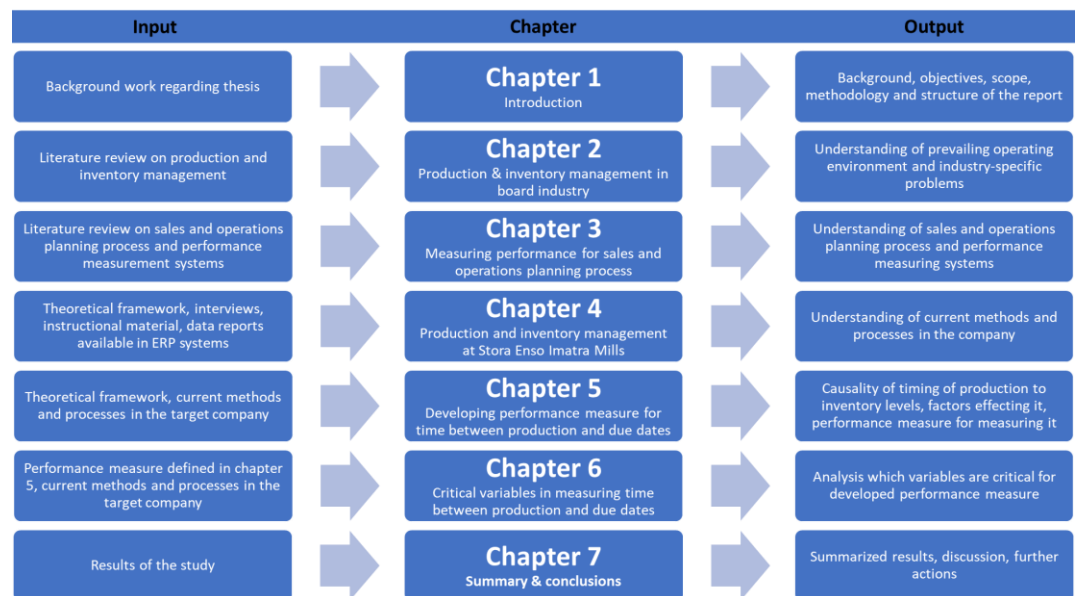 Input
Chapter
Output
Background work regarding thesis
Chapter 1
Introduction
Background, objectives, scope,
methodology and structure of the report
Literature review on production and
inventory management
Chapter 2
Production & inventory management in
board industry
Understanding of prevailing operating
environment and industry-specific
problems
Literature review on sales and operations
planning process and performance
measurement systems
Chapter 3
Measuring performance for sales and
operations planning process
Understanding of sales and operations
planning process and performance
measuring systems
Theoretical framework, interviews,
instructional material, data reports
available in ERP systems
Chapter 4
Production and inventory management
at Stora Enso Imatra Mills
Understanding of current methods and
processes in the company
Theoretical framework, current methods
and processes in the target company
Chapter 5
Developing performance measure for
time between production and due dates
Causality of timing of production to
inventory levels, factors effecting it,
performance measure for measuring it
Performance measure defined in chapter
5, current methods and processes in the
target company
Chapter 6
Critical variables in measuring time
between production and due dates
Analysis which variables are critical for
developed performance measure
Results of the study
Chapter 7
Summary & conclusions
Summarized results, discussion, further
actions